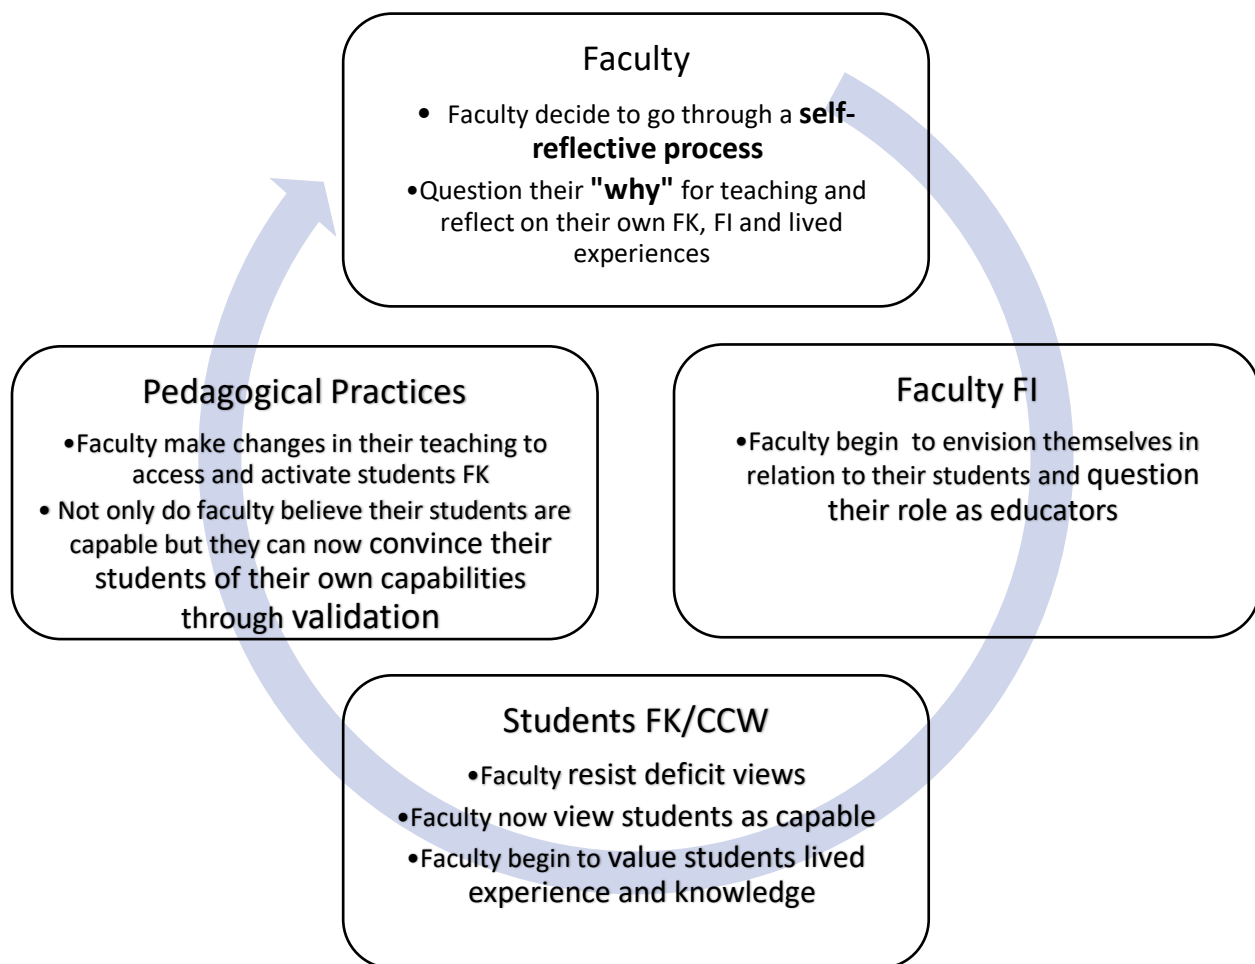 Faculty
• Faculty decide to go through a self-
reflective process
•Question their "why" for teaching and
reflect on their own FK, FI and lived
experiences
Faculty FI
•Faculty begin to envision themselves in
relation to their students and question
their role as educators
Students FK/CCW
•Faculty resist deficit views
•Faculty now view students as capable
•Faculty begin to value students lived
experience and knowledge
Pedagogical Practices
•Faculty make changes in their teaching to
access and activate students FK
• Not only do faculty believe their students are
capable but they can now convince their
students of their own capabilities
through validation